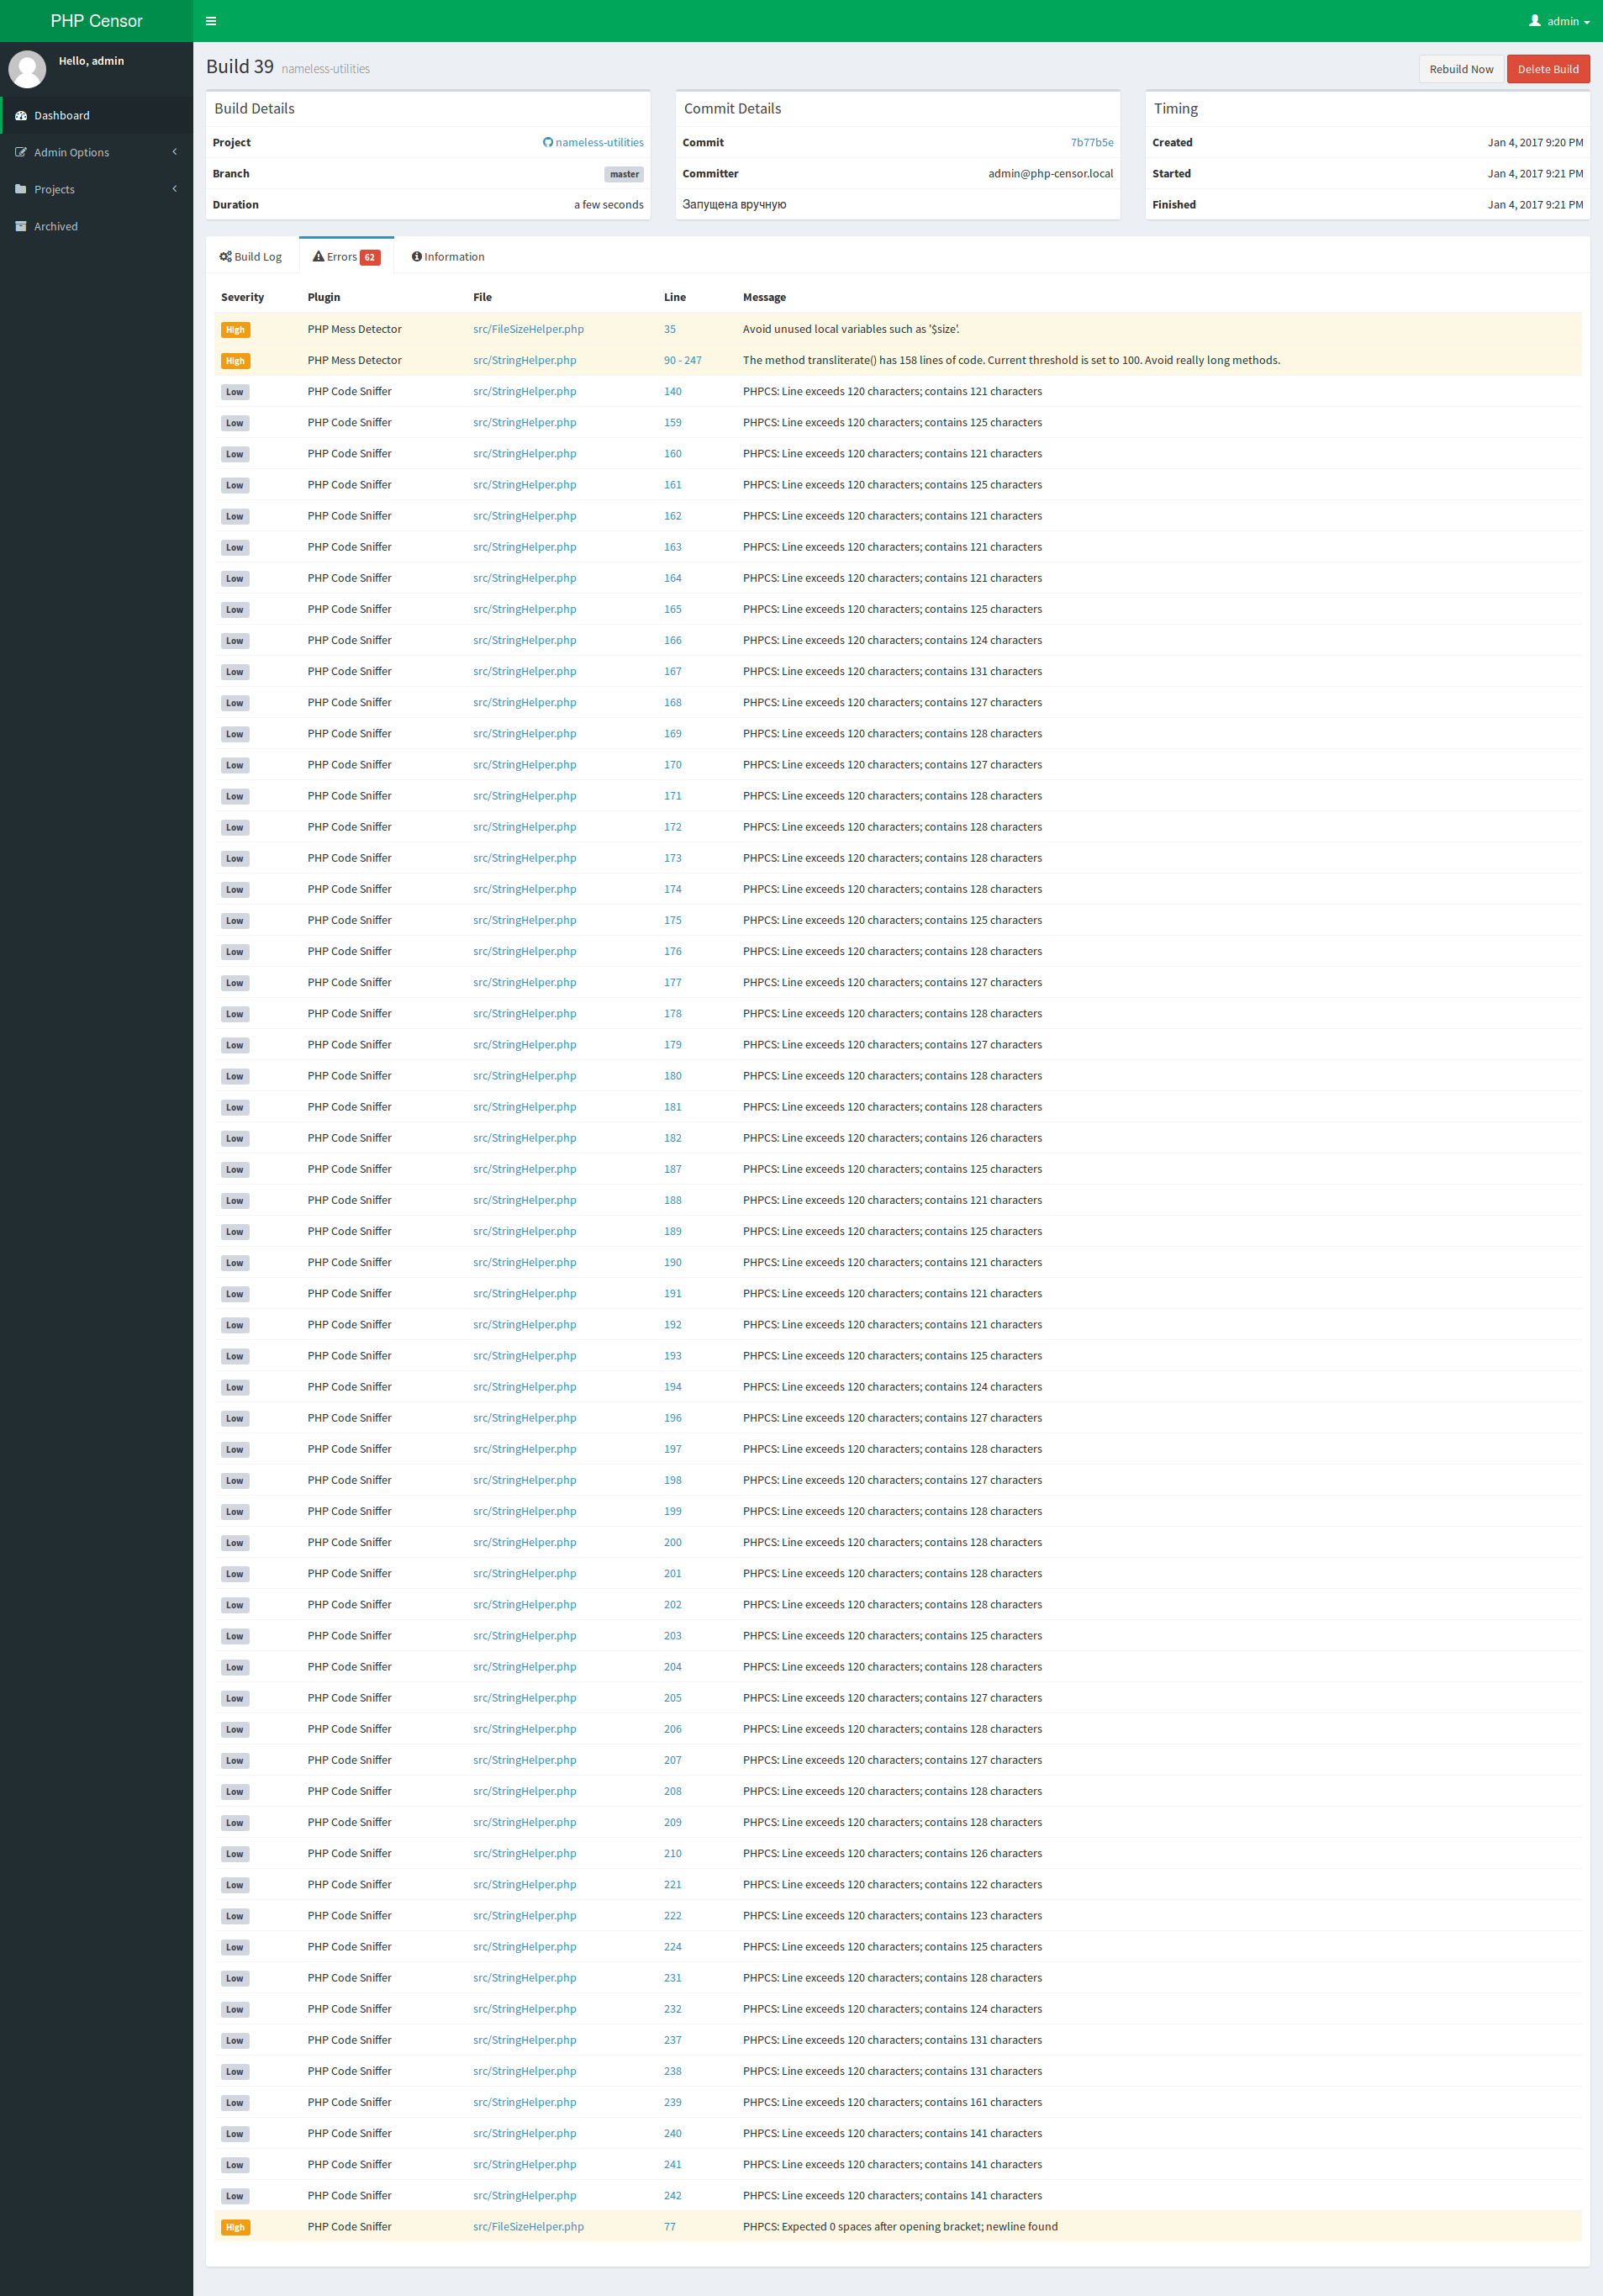 PHP Censor
admin
Hello, admin
Dashboard
Admin Options
Projects
Archived
Build 39 nameless-utilities
Rebuild Now Delete Build
Build Details
Project nameless-utilities
Branch master
Duration a few seconds
Commit Details
Commit 7b77b5e
Committer admin@php-censor.local
Запущена вручную
Timing
Created Jan 4, 2017 9:20 PM
Started Jan 4, 2017 9:21 PM
Finished Jan 4, 2017 9:21 PM
Build Log Errors 62 Information
Severity Plugin File Line Message
High PHP Mess Detector src/FileSizeHelper.php 35 Avoid unused local variables such as '$size'.
High PHP Mess Detector src/StringHelper.php 90 - 247 The method transliterate() has 158 lines of code. Current threshold is set to 100. Avoid really long methods.
Low PHP Code Sniffer src/StringHelper.php 140 PHPCS: Line exceeds 120 characters; contains 121 characters
Low PHP Code Sniffer src/StringHelper.php 159 PHPCS: Line exceeds 120 characters; contains 125 characters
Low PHP Code Sniffer src/StringHelper.php 160 PHPCS: Line exceeds 120 characters; contains 121 characters
Low PHP Code Sniffer src/StringHelper.php 161 PHPCS: Line exceeds 120 characters; contains 125 characters
Low PHP Code Sniffer src/StringHelper.php 162 PHPCS: Line exceeds 120 characters; contains 121 characters
Low PHP Code Sniffer src/StringHelper.php 163 PHPCS: Line exceeds 120 characters; contains 121 characters
Low PHP Code Sniffer src/StringHelper.php 164 PHPCS: Line exceeds 120 characters; contains 121 characters
Low PHP Code Sniffer src/StringHelper.php 165 PHPCS: Line exceeds 120 characters; contains 125 characters
Low PHP Code Sniffer src/StringHelper.php 166 PHPCS: Line exceeds 120 characters; contains 124 characters
Low PHP Code Sniffer src/StringHelper.php 167 PHPCS: Line exceeds 120 characters; contains 131 characters
Low PHP Code Sniffer src/StringHelper.php 168 PHPCS: Line exceeds 120 characters; contains 127 characters
Low PHP Code Sniffer src/StringHelper.php 169 PHPCS: Line exceeds 120 characters; contains 128 characters
Low PHP Code Sniffer src/StringHelper.php 170 PHPCS: Line exceeds 120 characters; contains 127 characters
Low PHP Code Sniffer src/StringHelper.php 171 PHPCS: Line exceeds 120 characters; contains 128 characters
Low PHP Code Sniffer src/StringHelper.php 172 PHPCS: Line exceeds 120 characters; contains 128 characters
Low PHP Code Sniffer src/StringHelper.php 173 PHPCS: Line exceeds 120 characters; contains 128 characters
Low PHP Code Sniffer src/StringHelper.php 174 PHPCS: Line exceeds 120 characters; contains 128 characters
Low PHP Code Sniffer src/StringHelper.php 175 PHPCS: Line exceeds 120 characters; contains 125 characters
Low PHP Code Sniffer src/StringHelper.php 176 PHPCS: Line exceeds 120 characters; contains 128 characters
Low PHP Code Sniffer src/StringHelper.php 177 PHPCS: Line exceeds 120 characters; contains 127 characters
Low PHP Code Sniffer src/StringHelper.php 178 PHPCS: Line exceeds 120 characters; contains 128 characters
Low PHP Code Sniffer src/StringHelper.php 179 PHPCS: Line exceeds 120 characters; contains 127 characters
Low PHP Code Sniffer src/StringHelper.php 180 PHPCS: Line exceeds 120 characters; contains 128 characters
Low PHP Code Sniffer src/StringHelper.php 181 PHPCS: Line exceeds 120 characters; contains 128 characters
Low PHP Code Sniffer src/StringHelper.php 182 PHPCS: Line exceeds 120 characters; contains 126 characters
Low PHP Code Sniffer src/StringHelper.php 187 PHPCS: Line exceeds 120 characters; contains 125 characters
Low PHP Code Sniffer src/StringHelper.php 188 PHPCS: Line exceeds 120 characters; contains 121 characters
Low PHP Code Sniffer src/StringHelper.php 189 PHPCS: Line exceeds 120 characters; contains 125 characters
Low PHP Code Sniffer src/StringHelper.php 190 PHPCS: Line exceeds 120 characters; contains 121 characters
Low PHP Code Sniffer src/StringHelper.php 191 PHPCS: Line exceeds 120 characters; contains 121 characters
Low PHP Code Sniffer src/StringHelper.php 192 PHPCS: Line exceeds 120 characters; contains 121 characters
Low PHP Code Sniffer src/StringHelper.php 193 PHPCS: Line exceeds 120 characters; contains 125 characters
Low PHP Code Sniffer src/StringHelper.php 194 PHPCS: Line exceeds 120 characters; contains 124 characters
Low PHP Code Sniffer src/StringHelper.php 196 PHPCS: Line exceeds 120 characters; contains 127 characters
Low PHP Code Sniffer src/StringHelper.php 197 PHPCS: Line exceeds 120 characters; contains 128 characters
Low PHP Code Sniffer src/StringHelper.php 198 PHPCS: Line exceeds 120 characters; contains 127 characters
Low PHP Code Sniffer src/StringHelper.php 199 PHPCS: Line exceeds 120 characters; contains 128 characters
Low PHP Code Sniffer src/StringHelper.php 200 PHPCS: Line exceeds 120 characters; contains 128 characters
Low PHP Code Sniffer src/StringHelper.php 201 PHPCS: Line exceeds 120 characters; contains 128 characters
Low PHP Code Sniffer src/StringHelper.php 202 PHPCS: Line exceeds 120 characters; contains 128 characters
Low PHP Code Sniffer src/StringHelper.php 203 PHPCS: Line exceeds 120 characters; contains 125 characters
Low PHP Code Sniffer src/StringHelper.php 204 PHPCS: Line exceeds 120 characters; contains 128 characters
Low PHP Code Sniffer src/StringHelper.php 205 PHPCS: Line exceeds 120 characters; contains 127 characters
Low PHP Code Sniffer src/StringHelper.php 206 PHPCS: Line exceeds 120 characters; contains 128 characters
Low PHP Code Sniffer src/StringHelper.php 207 PHPCS: Line exceeds 120 characters; contains 127 characters
Low PHP Code Sniffer src/StringHelper.php 208 PHPCS: Line exceeds 120 characters; contains 128 characters
Low PHP Code Sniffer src/StringHelper.php 209 PHPCS: Line exceeds 120 characters; contains 128 characters
Low PHP Code Sniffer src/StringHelper.php 210 PHPCS: Line exceeds 120 characters; contains 126 characters
Low PHP Code Sniffer src/StringHelper.php 221 PHPCS: Line exceeds 120 characters; contains 122 characters
Low PHP Code Sniffer src/StringHelper.php 222 PHPCS: Line exceeds 120 characters; contains 123 characters
Low PHP Code Sniffer src/StringHelper.php 224 PHPCS: Line exceeds 120 characters; contains 125 characters
Low PHP Code Sniffer src/StringHelper.php 231 PHPCS: Line exceeds 120 characters; contains 128 characters
Low PHP Code Sniffer src/StringHelper.php 232 PHPCS: Line exceeds 120 characters; contains 124 characters
Low PHP Code Sniffer src/StringHelper.php 237 PHPCS: Line exceeds 120 characters; contains 131 characters
Low PHP Code Sniffer src/StringHelper.php 238 PHPCS: Line exceeds 120 characters; contains 131 characters
Low PHP Code Sniffer src/StringHelper.php 239 PHPCS: Line exceeds 120 characters; contains 161 characters
Low PHP Code Sniffer src/StringHelper.php 240 PHPCS: Line exceeds 120 characters; contains 141 characters
Low PHP Code Sniffer src/StringHelper.php 241 PHPCS: Line exceeds 120 characters; contains 141 characters
Low PHP Code Sniffer src/StringHelper.php 242 PHPCS: Line exceeds 120 characters; contains 141 characters
High PHP Code Sniffer src/FileSizeHelper.php 77 PHPCS: Expected 0 spaces after opening bracket; newline found